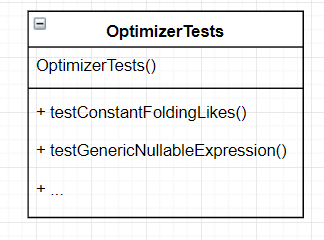 OptimizerTests
OptimizerTests()
+ testConstantFoldingLikes()
+ testGenericNullableExpression()
+ ...